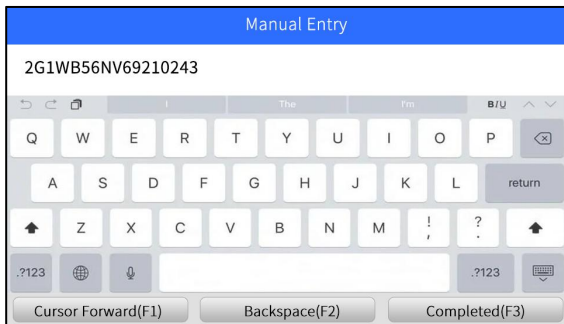 Manual Entry
2G1WB56NV69210243
I The I'm B/U
Q W E R T Y U I O P
A S D F G H J K L return
Z X C V B N M ! , ? .
.?123 .?123
Cursor Forward(F1) Backspace(F2) Completed(F3)